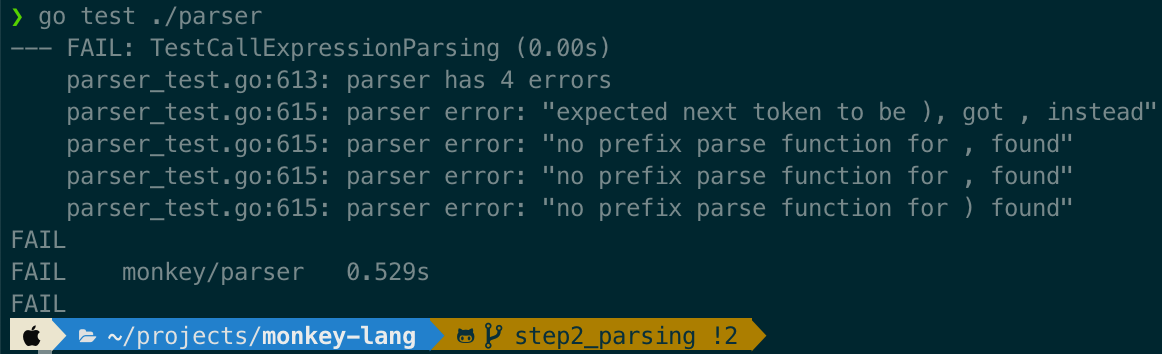 ❯ go test ./parser
--- FAIL: TestCallExpressionParsing (0.00s)
    parser_test.go:613: parser has 4 errors
    parser_test.go:615: parser error: "expected next token to be ), got , instead"
    parser_test.go:615: parser error: "no prefix parse function for , found"
    parser_test.go:615: parser error: "no prefix parse function for , found"
    parser_test.go:615: parser error: "no prefix parse function for ) found"
FAIL
FAIL    monkey/parser   0.529s
FAIL
~/projects/monkey-lang step2_parsing !2